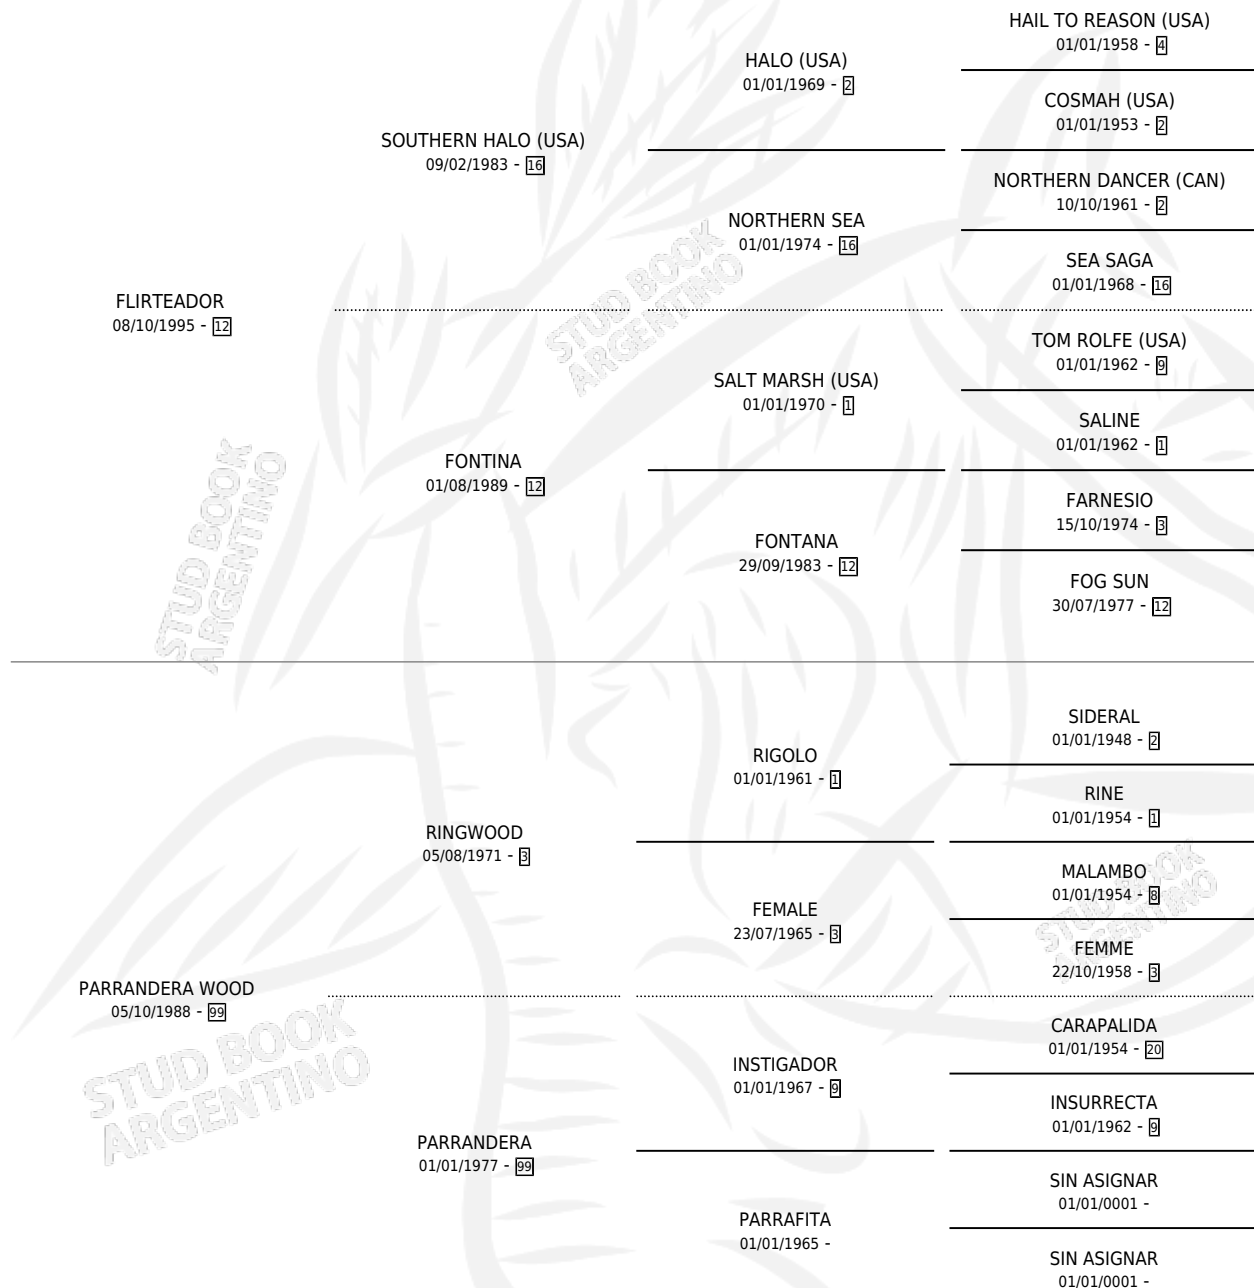 HAIL TO REASON (USA)
01/01/1958 - 4
HALO (USA)
01/01/1969 - 2
COSMAH (USA)
01/01/1953 - 2
SOUTHERN HALO (USA)
09/02/1983 - 16
NORTHERN DANCER (CAN)
10/10/1961 - 2
NORTHERN SEA
01/01/1974 - 16
SEA SAGA
01/01/1968 - 16
FLIRTEADOR
08/10/1995 - 12
STUD BOOK
ARGENTINO
TOM ROLFE (USA)
01/01/1962 - 9
SALT MARSH (USA)
01/01/1970 - 1
SALINE
01/01/1962 - 1
FONTINA
01/08/1989 - 12
FARNESIO
15/10/1974 - 3
FONTANA
29/09/1983 - 12
FOG SUN
30/07/1977 - 12
STUD BOOK
ARGENTINO
SIDERAL
01/01/1948 - 2
RIGOLO
01/01/1961 - 1
RINE
01/01/1954 - 1
RINGWOOD
05/08/1971 - 3
MALAMBO
01/01/1954 - 8
FEMALE
23/07/1965 - 3
FEMME
22/10/1958 - 3
STUD BOOK
ARGENTINO
PARRANDERA WOOD
05/10/1988 - 99
STUD BOOK
ARGENTINO
CARAPALIDA
01/01/1954 - 20
INSTIGADOR
01/01/1967 - 9
INSURRECTA
01/01/1962 - 9
PARRANDERA
01/01/1977 - 99
SIN ASIGNAR
01/01/0001 -
PARRAFITA
01/01/1965 -
SIN ASIGNAR
01/01/0001 -